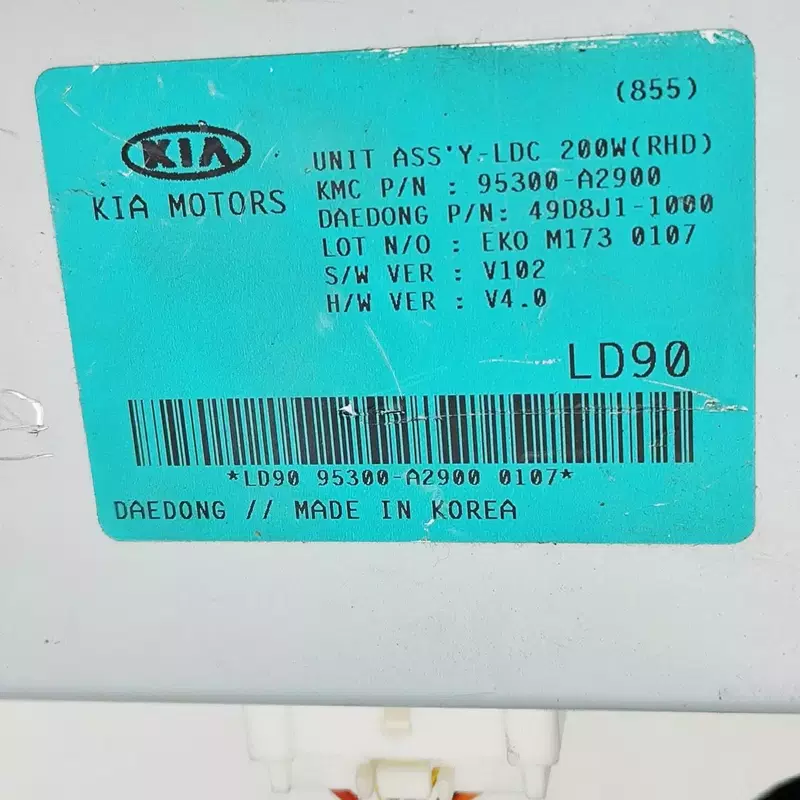 (855)
KIA
KIA MOTORS
UNIT ASS'Y-LDC 200W(RHD)
KMC P/N : 95300-A2900
DAEDONG P/N: 49D8J1-1000
LOT N/O : EKO M173 0107
S/W VER : V102
H/W VER : V4.0
LD90
*LD90 95300-A2900 0107*
DAEDONG // MADE IN KOREA